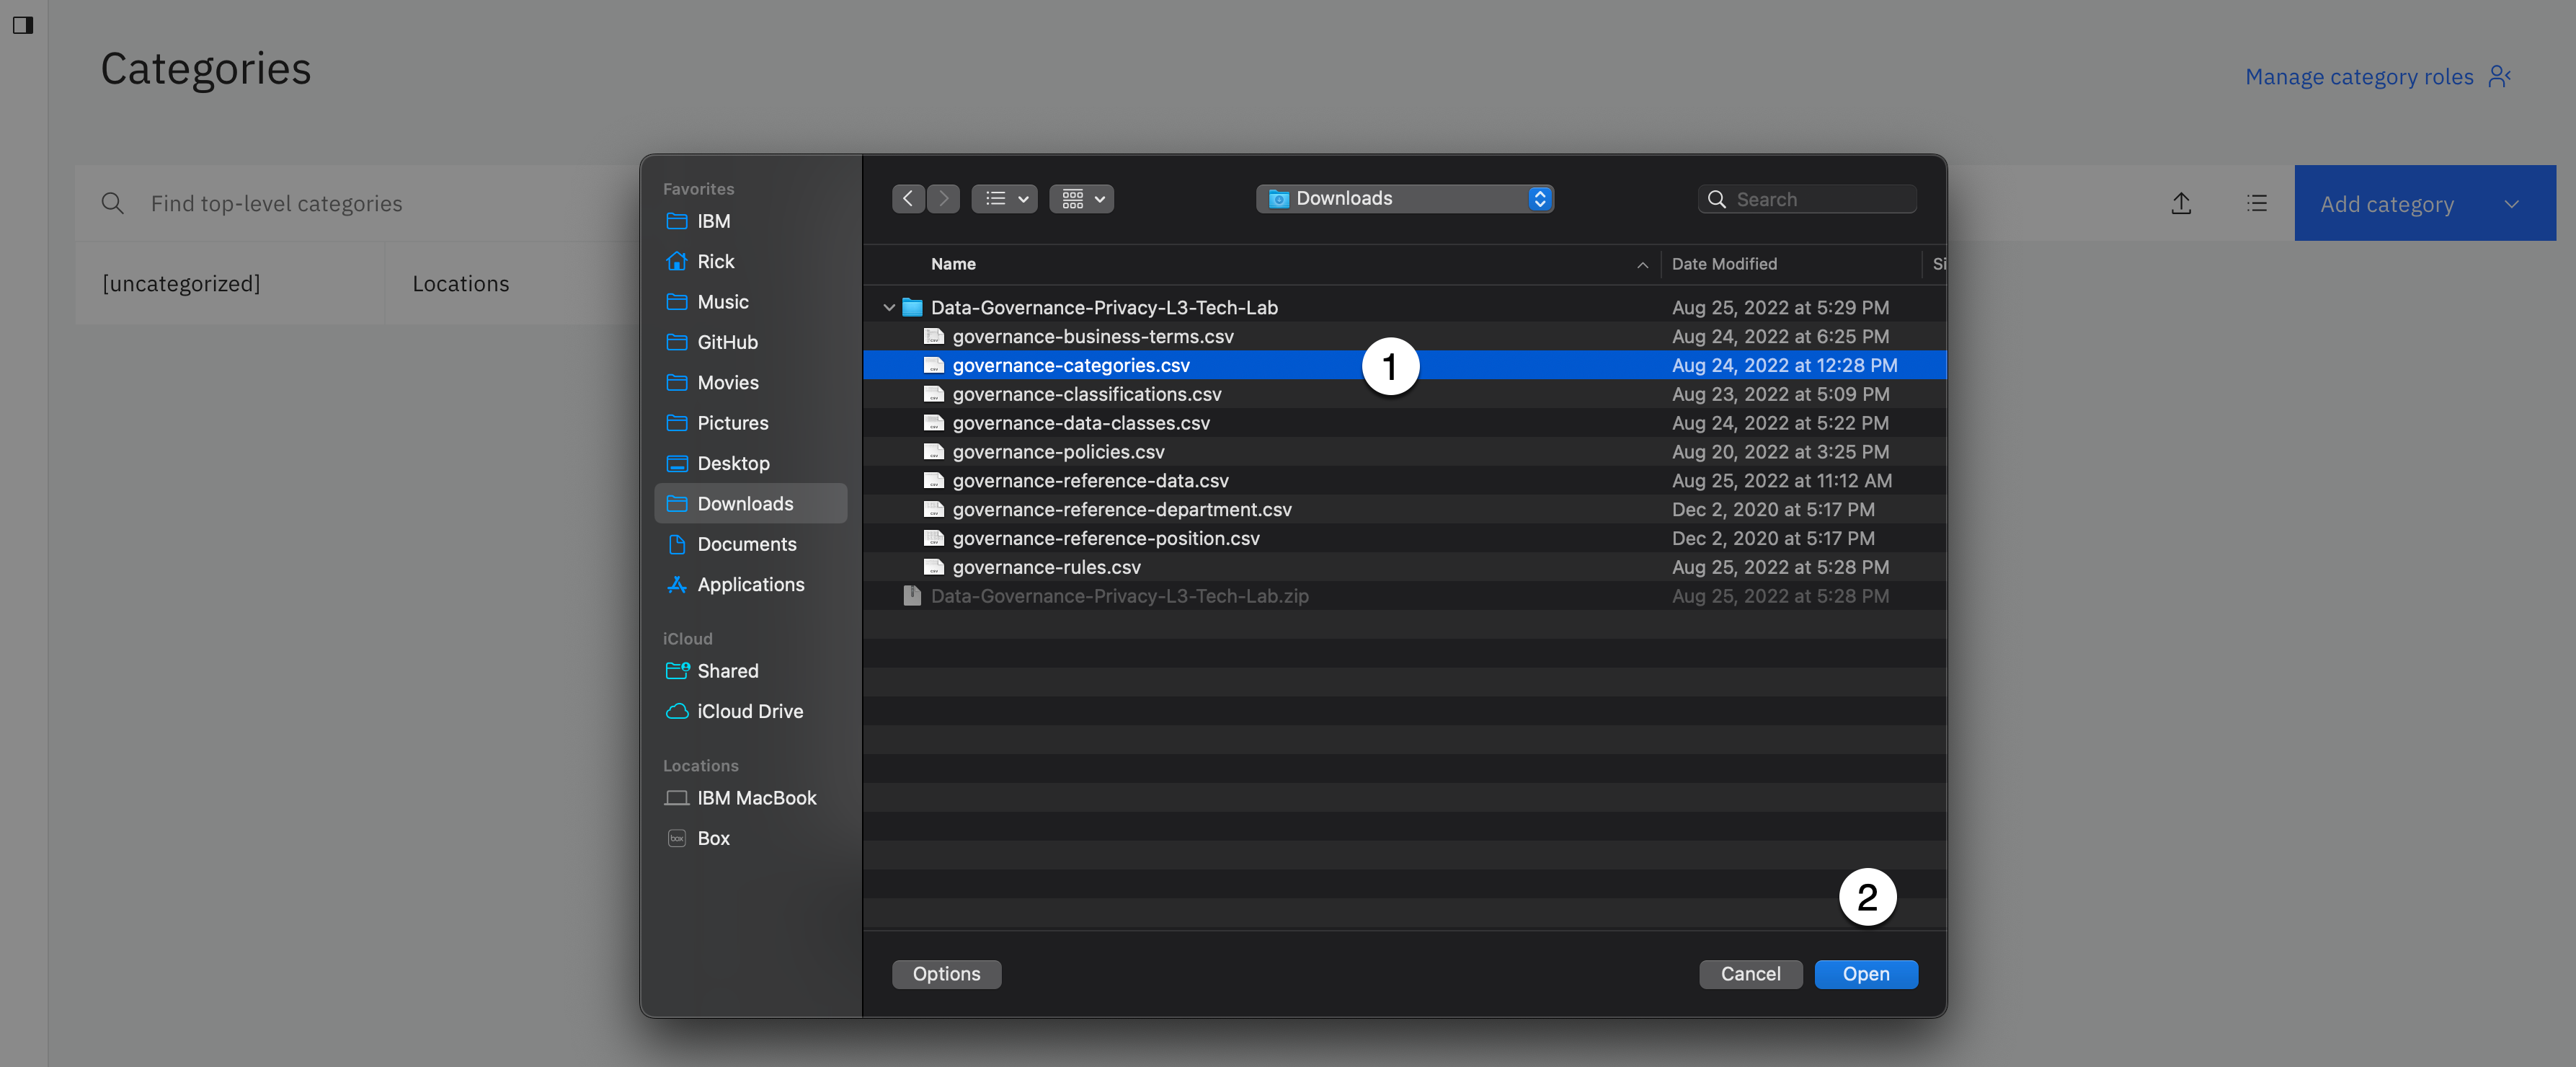 Categories
Manage category roles
Find top-level categories
Add category
[uncategorized]
Locations
Favorites
IBM
Rick
Music
GitHub
Movies
Pictures
Desktop
Downloads
Documents
Applications
iCloud
Shared
iCloud Drive
Locations
IBM MacBook
box
Box
Downloads
Search
Name
Date Modified
Si
Data-Governance-Privacy-L3-Tech-Lab
Aug 25, 2022 at 5:29 PM
governance-business-terms.csv
Aug 24, 2022 at 6:25 PM
governance-categories.csv
1
Aug 24, 2022 at 12:28 PM
governance-classifications.csv
Aug 23, 2022 at 5:09 PM
governance-data-classes.csv
Aug 24, 2022 at 5:22 PM
governance-policies.csv
Aug 20, 2022 at 3:25 PM
governance-reference-data.csv
Aug 25, 2022 at 11:12 AM
governance-reference-department.csv
Dec 2, 2020 at 5:17 PM
governance-reference-position.csv
Dec 2, 2020 at 5:17 PM
governance-rules.csv
Aug 25, 2022 at 5:28 PM
Data-Governance-Privacy-L3-Tech-Lab.zip
Aug 25, 2022 at 5:28 PM
2
Options
Cancel
Open